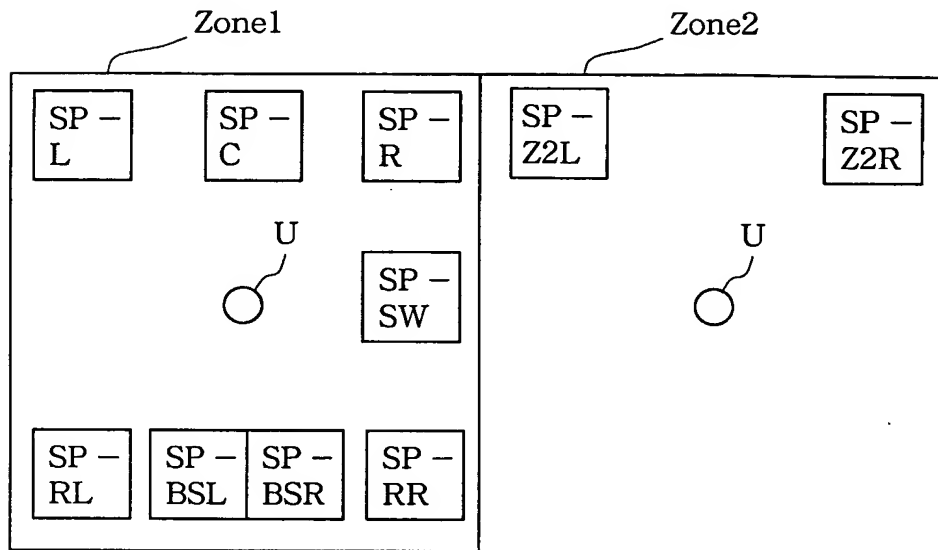 Zone1
Zone2
SP –
L
SP –
C
SP –
R
SP –
Z2L
SP –
Z2R
U
U
SP –
SW
SP –
RL
SP –
BSL
SP –
BSR
SP –
RR